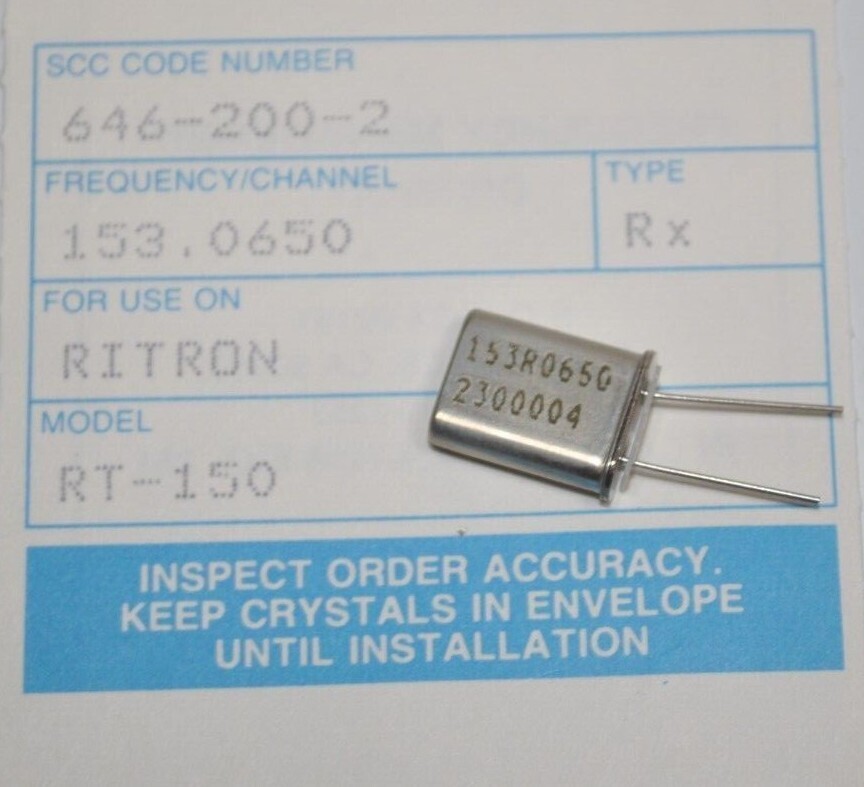 SCC CODE NUMBER
646-200-2
FREQUENCY/CHANNEL
TYPE
153.0650
Rx
FOR USE ON
RITRON
153R0650
2300004
MODEL
RT-150
INSPECT ORDER ACCURACY.
KEEP CRYSTALS IN ENVELOPE
UNTIL INSTALLATION